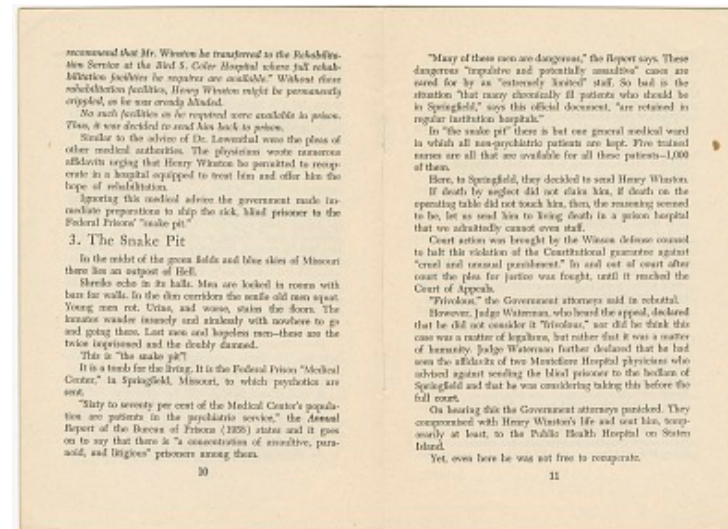 recommend that Mr. Winston be transferred to the Rehabilita-
tion Service at the Bird S. Coler Hospital where full reha-
bilitation facilities he requires are available." Without these
rehabilitation facilities, Henry Winston might be permanently
crippled, as he was already blinded.
No such facilities as he required were available in prison.
Thus, it was decided to send him back to prison.
Similar to the advice of Dr. Lowenthal were the pleas of
other medical authorities. The physicians wrote numerous
affidavits urging that Henry Winston be permitted to recup-
erate in a hospital equipped to treat him and offer him the
hope of rehabilitation.
Ignoring this medical advice the government made im-
mediate preparations to ship the sick, blind prisoner to the
Federal Prisons' "snake pit."
3. The Snake Pit
In the midst of the green fields and blue skies of Missouri
there lies an outpost of Hell.
Shrieks echo in its halls. Men are locked in rooms with
bars for walls. In the dim corridors the senile old men squat.
Young men rot. Urine, and worse, stains the floors. The
inmates wander insanely and aimlessly with nowhere to go
and going there. Lost men and hopeless men—these are the
twice imprisoned and the doubly damned.
This is "the snake pit"!
It is a tomb for the living. It is the Federal Prison "Medical
Center," in Springfield, Missouri, to which psychotics are
sent.
"Sixty to seventy per cent of the Medical Center's popula-
tion are patients in the psychiatric service," the Annual
Report of the Bureau of Prisons (1958) states and it goes
on to say that there is "a concentration of assaultive, para-
noid, and litigious" prisoners among them.
10
"Many of these men are dangerous," the Report says. These
dangerous "impulsive and potentially assaultive" cases are
cared for by an "extremely limited" staff. So bad is the
situation "that many chronically ill patients who should be
in Springfield," says this official document, "are retained in
regular institution hospitals."
In "the snake pit" there is but one general medical ward
in which all non-psychiatric patients are kept. Five trained
nurses are all that are available for all these patients—1,000
of them.
Here, to Springfield, they decided to send Henry Winston.
If death by neglect did not claim him, if death on the
operating table did not touch him, then, the reasoning seemed
to be, let us send him to living death in a prison hospital
that we admittedly cannot even staff.
Court action was brought by the Winson defense counsel
to halt this violation of the Constitutional guarantee against
"cruel and unusual punishment." In and out of court after
court the plea for justice was fought, until it reached the
Court of Appeals.
"Frivolous," the Government attorneys said in rebuttal.
However, Judge Waterman, who heard the appeal, declared
that he did not consider it "frivolous," nor did he think this
case was a matter of legalisms, but rather that it was a matter
of humanity. Judge Waterman further declared that he had
seen the affidavits of two Montefiore Hospital physicians who
advised against sending the blind prisoner to the bedlam of
Springfield and that he was considering taking this before the
full court.
On hearing this the Government attorneys panicked. They
compromised with Henry Winston's life and sent him, temp-
orarily at least, to the Public Health Hospital on Staten
Island.
Yet, even here he was not free to recuperate.
11